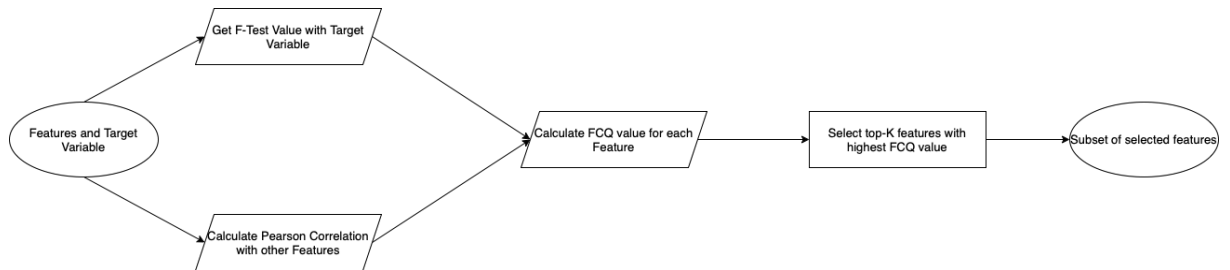 Get F-Test Value with Target
Variable
Features and Target
Variable
Calculate Pearson Correlation
with other Features
Calculate FCQ value for each
Feature
Select top-K features with
highest FCQ value
Subset of selected features